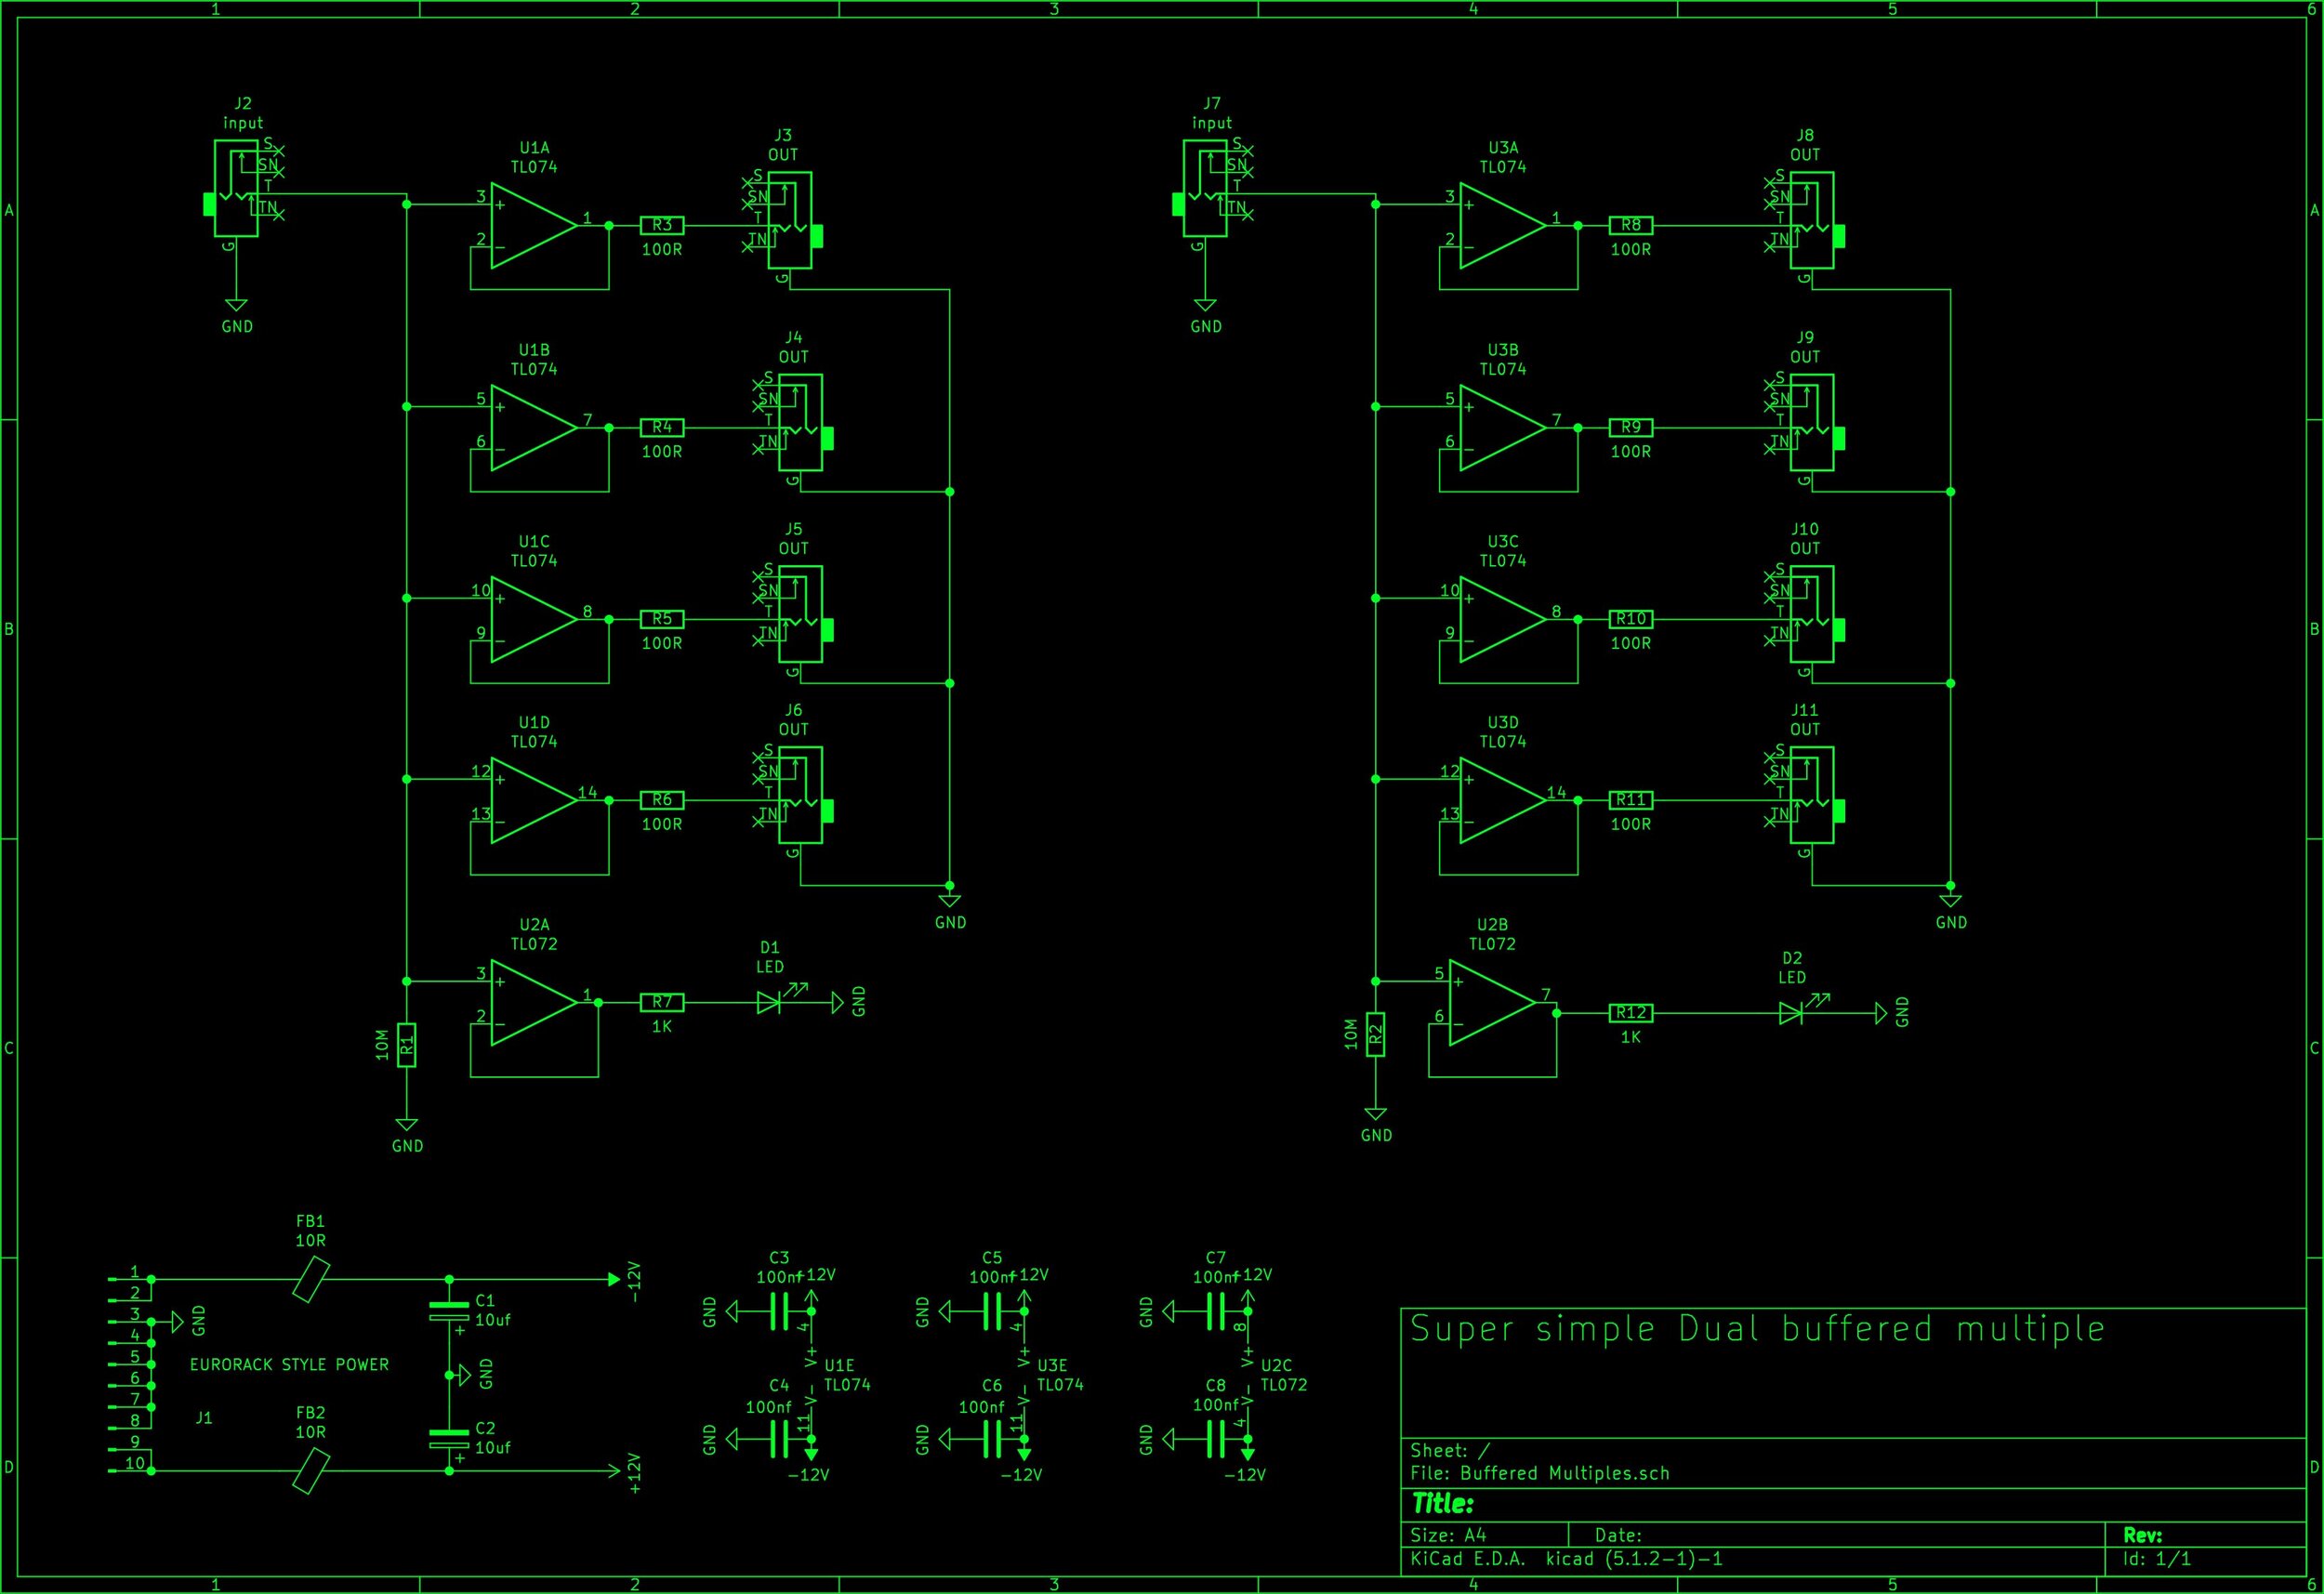 1 2 3 4 5 6
A
B
C
D
J2
input
S
SN
T
TN
G
GND
U1A
TL074
3
+
2
−
1
R3
100R
J3
OUT
S
SN
T
TN
G
U1B
TL074
5
+
6
−
7
R4
100R
J4
OUT
S
SN
T
TN
G
U1C
TL074
10
+
9
−
8
R5
100R
J5
OUT
S
SN
T
TN
G
U1D
TL074
12
+
13
−
14
R6
100R
J6
OUT
S
SN
T
TN
G
GND
U2A
TL072
3
+
2
−
1
R7
1K
D1
LED
GND
10M
R1
GND
J7
input
S
SN
T
TN
G
GND
U3A
TL074
3
+
2
−
1
R8
100R
J8
OUT
S
SN
T
TN
G
U3B
TL074
5
+
6
−
7
R9
100R
J9
OUT
S
SN
T
TN
G
U3C
TL074
10
+
9
−
8
R10
100R
J10
OUT
S
SN
T
TN
G
U3D
TL074
12
+
13
−
14
R11
100R
J11
OUT
S
SN
T
TN
G
GND
U2B
TL072
5
+
6
−
7
R12
1K
D2
LED
GND
10M
R2
GND
FB1
10R
1
2
3
4
5
6
7
8
9
10
GND
EURORACK STYLE POWER
J1
FB2
10R
C1
10uf
+
GND
C2
10uf
+
-12V
+12V
C3
100nf
+12V
GND
4
V+
U1E
TL074
C4
100nf
V-
11
GND
-12V
C5
100nf
+12V
GND
4
V+
U3E
TL074
C6
100nf
V-
11
GND
-12V
C7
100nf
+12V
GND
8
V+
U2C
TL072
C8
100nf
V-
4
GND
-12V
Super simple Dual buffered multiple
Sheet: /
File: Buffered Multiples.sch
Title:
Size: A4 Date: Rev:
KiCad E.D.A. kicad (5.1.2-1)-1 Id: 1/1
A
B
C
D
1 2 3 4 5 6